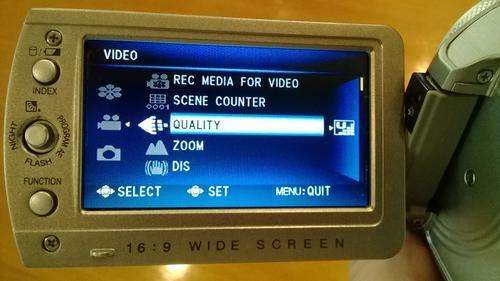 VIDEO
REC MEDIA FOR VIDEO
SCENE COUNTER
QUALITY
ZOOM
DIS
SELECT SET MENU:QUIT
INDEX
NIGHT
PROGRAM AE
FLASH
FUNCTION
16:9 WIDE SCREEN